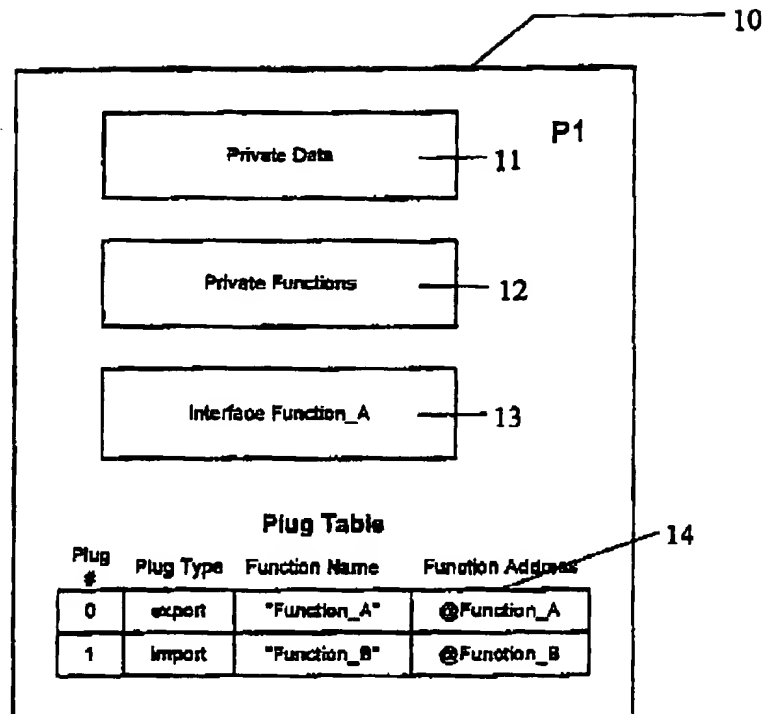 10
P1
Private Data 11
Private Functions 12
Interface Function_A 13
Plug Table
14
Plug # Plug Type Function Name Function Address
0 export "Function_A" @Function_A
1 import "Function_B" @Function_B